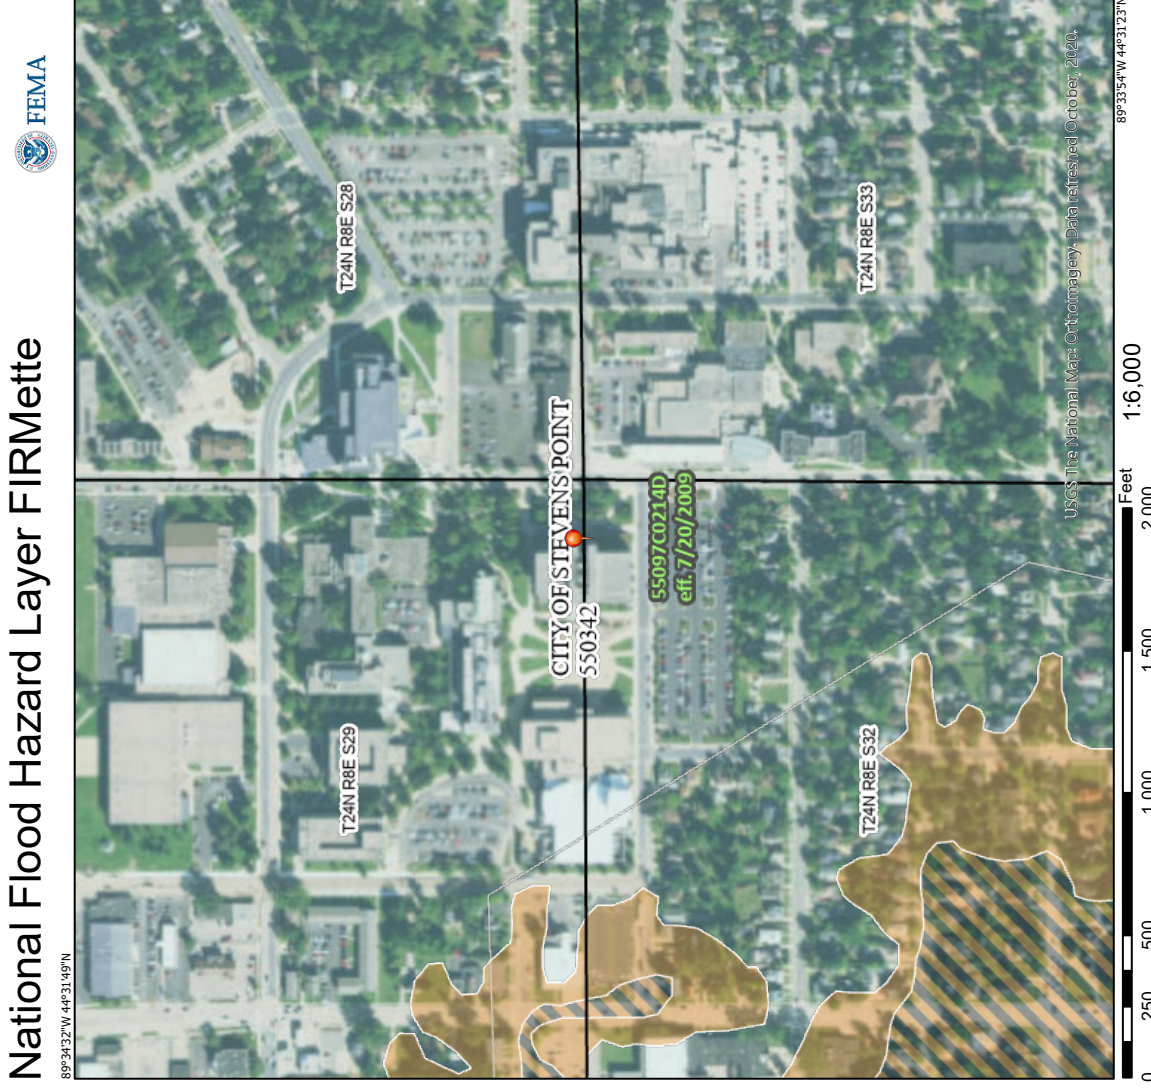 National Flood Hazard Layer FIRMette
FEMA
89°34'32"W 44°31'49"N
T24N R8E S28
T24N R8E S29
CITY OF STEVENS POINT
550342
55097C0214D
eff. 7/20/2009
T24N R8E S33
T24N R8E S32
USGS The National Map: Orthoimagery. Data refreshed October, 2020.
89°33'54"W 44°31'23"N
Feet
1:6,000
0 250 500 1,000 1,500 2,000